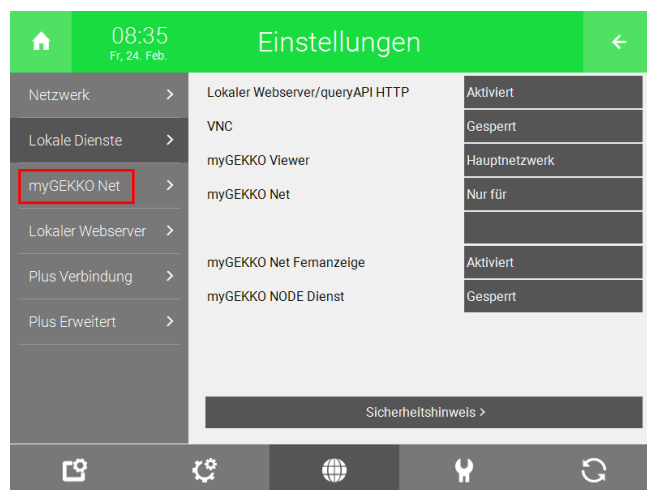 08:35
Fr, 24. Feb.
Einstellungen
Netzwerk
Lokale Dienste
myGEKKO Net
Lokaler Webserver
Plus Verbindung
Plus Erweitert
Lokaler Webserver/queryAPI HTTP Aktiviert
VNC Gesperrt
myGEKKO Viewer Hauptnetzwerk
myGEKKO Net Nur für
myGEKKO Net Fernanzeige Aktiviert
myGEKKO NODE Dienst Gesperrt
Sicherheitshinweis >